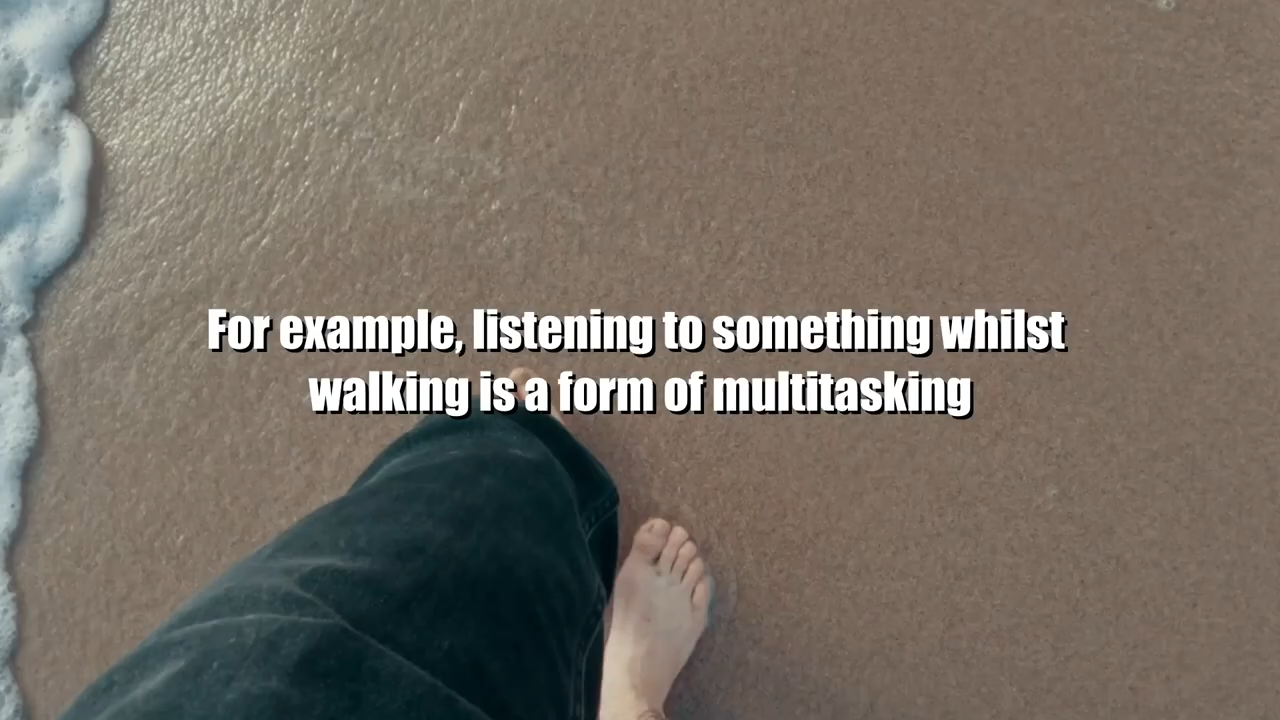 For example, listening to something whilst
walking is a form of multitasking